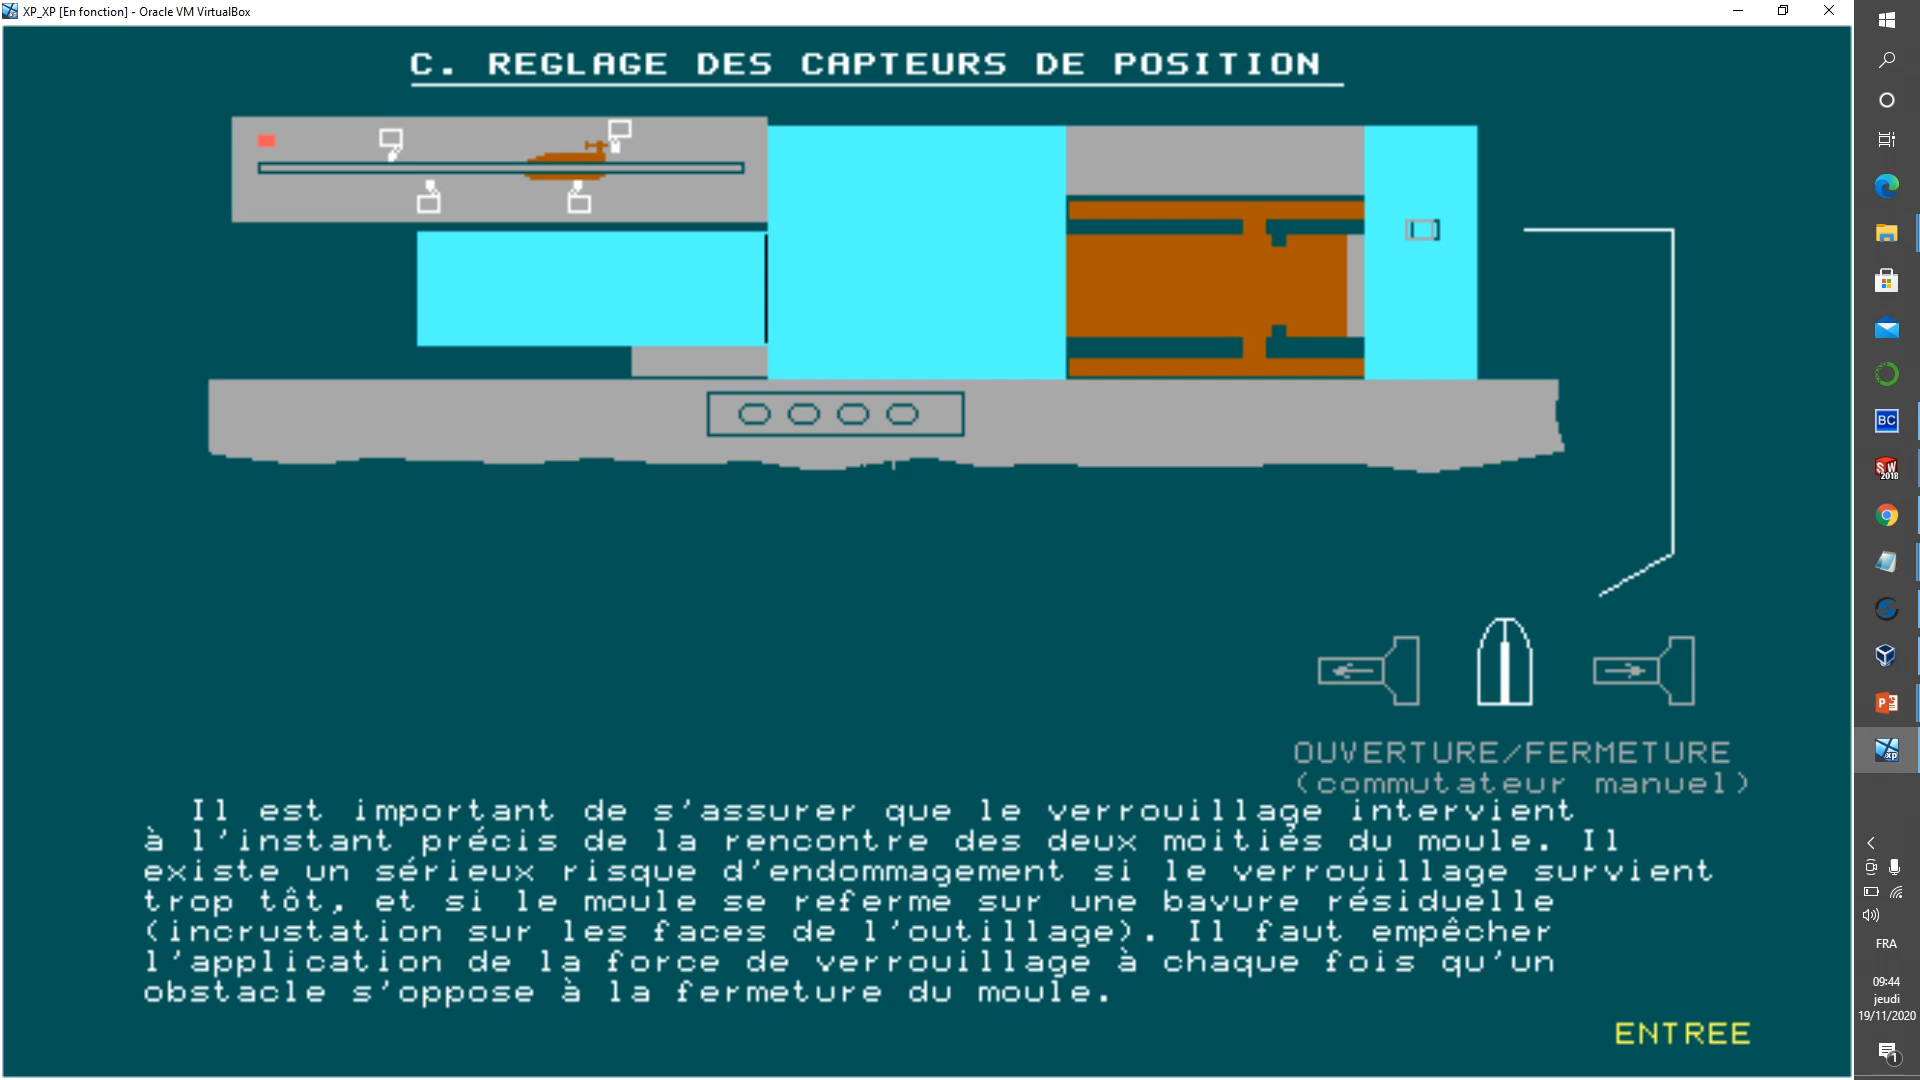 XP_XP [En fonction] - Oracle VM VirtualBox
C. REGLAGE DES CAPTEURS DE POSITION
OUVERTURE/FERMETURE
(commutateur manuel)
Il est important de s'assurer que le verrouillage intervient
à l'instant précis de la rencontre des deux moitiés du moule. Il
existe un sérieux risque d'endommagement si le verrouillage survient
trop tôt, et si le moule se referme sur une bavure résiduelle
(incrustation sur les faces de l'outillage). Il faut empêcher
l'application de la force de verrouillage à chaque fois qu'un
obstacle s'oppose à la fermeture du moule.
ENTREE
BC
SW
2018
P
xp
FRA
09:44
jeudi
19/11/2020
1